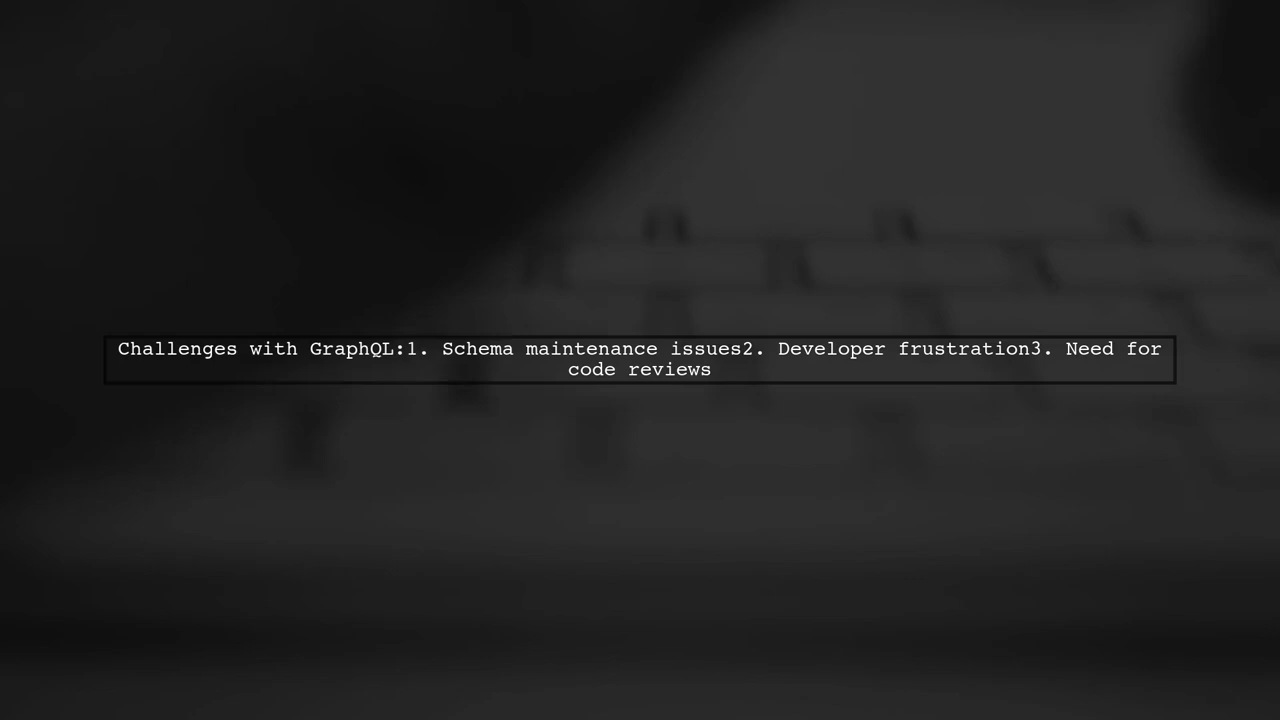 Challenges with GraphQL:1. Schema maintenance issues2. Developer frustration3. Need for
code reviews